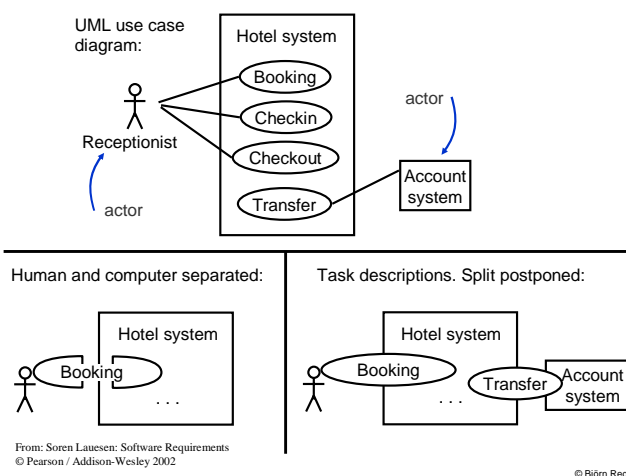 UML use case
diagram:
Hotel system
Booking
Checkin
Checkout
Transfer
Receptionist
actor
actor
Account
system
Human and computer separated:
Hotel system
Booking
. . .
Task descriptions. Split postponed:
Hotel system
Booking
. . .
Transfer
Account
system
From: Soren Lauesen: Software Requirements
© Pearson / Addison-Wesley 2002
© Björn Reg